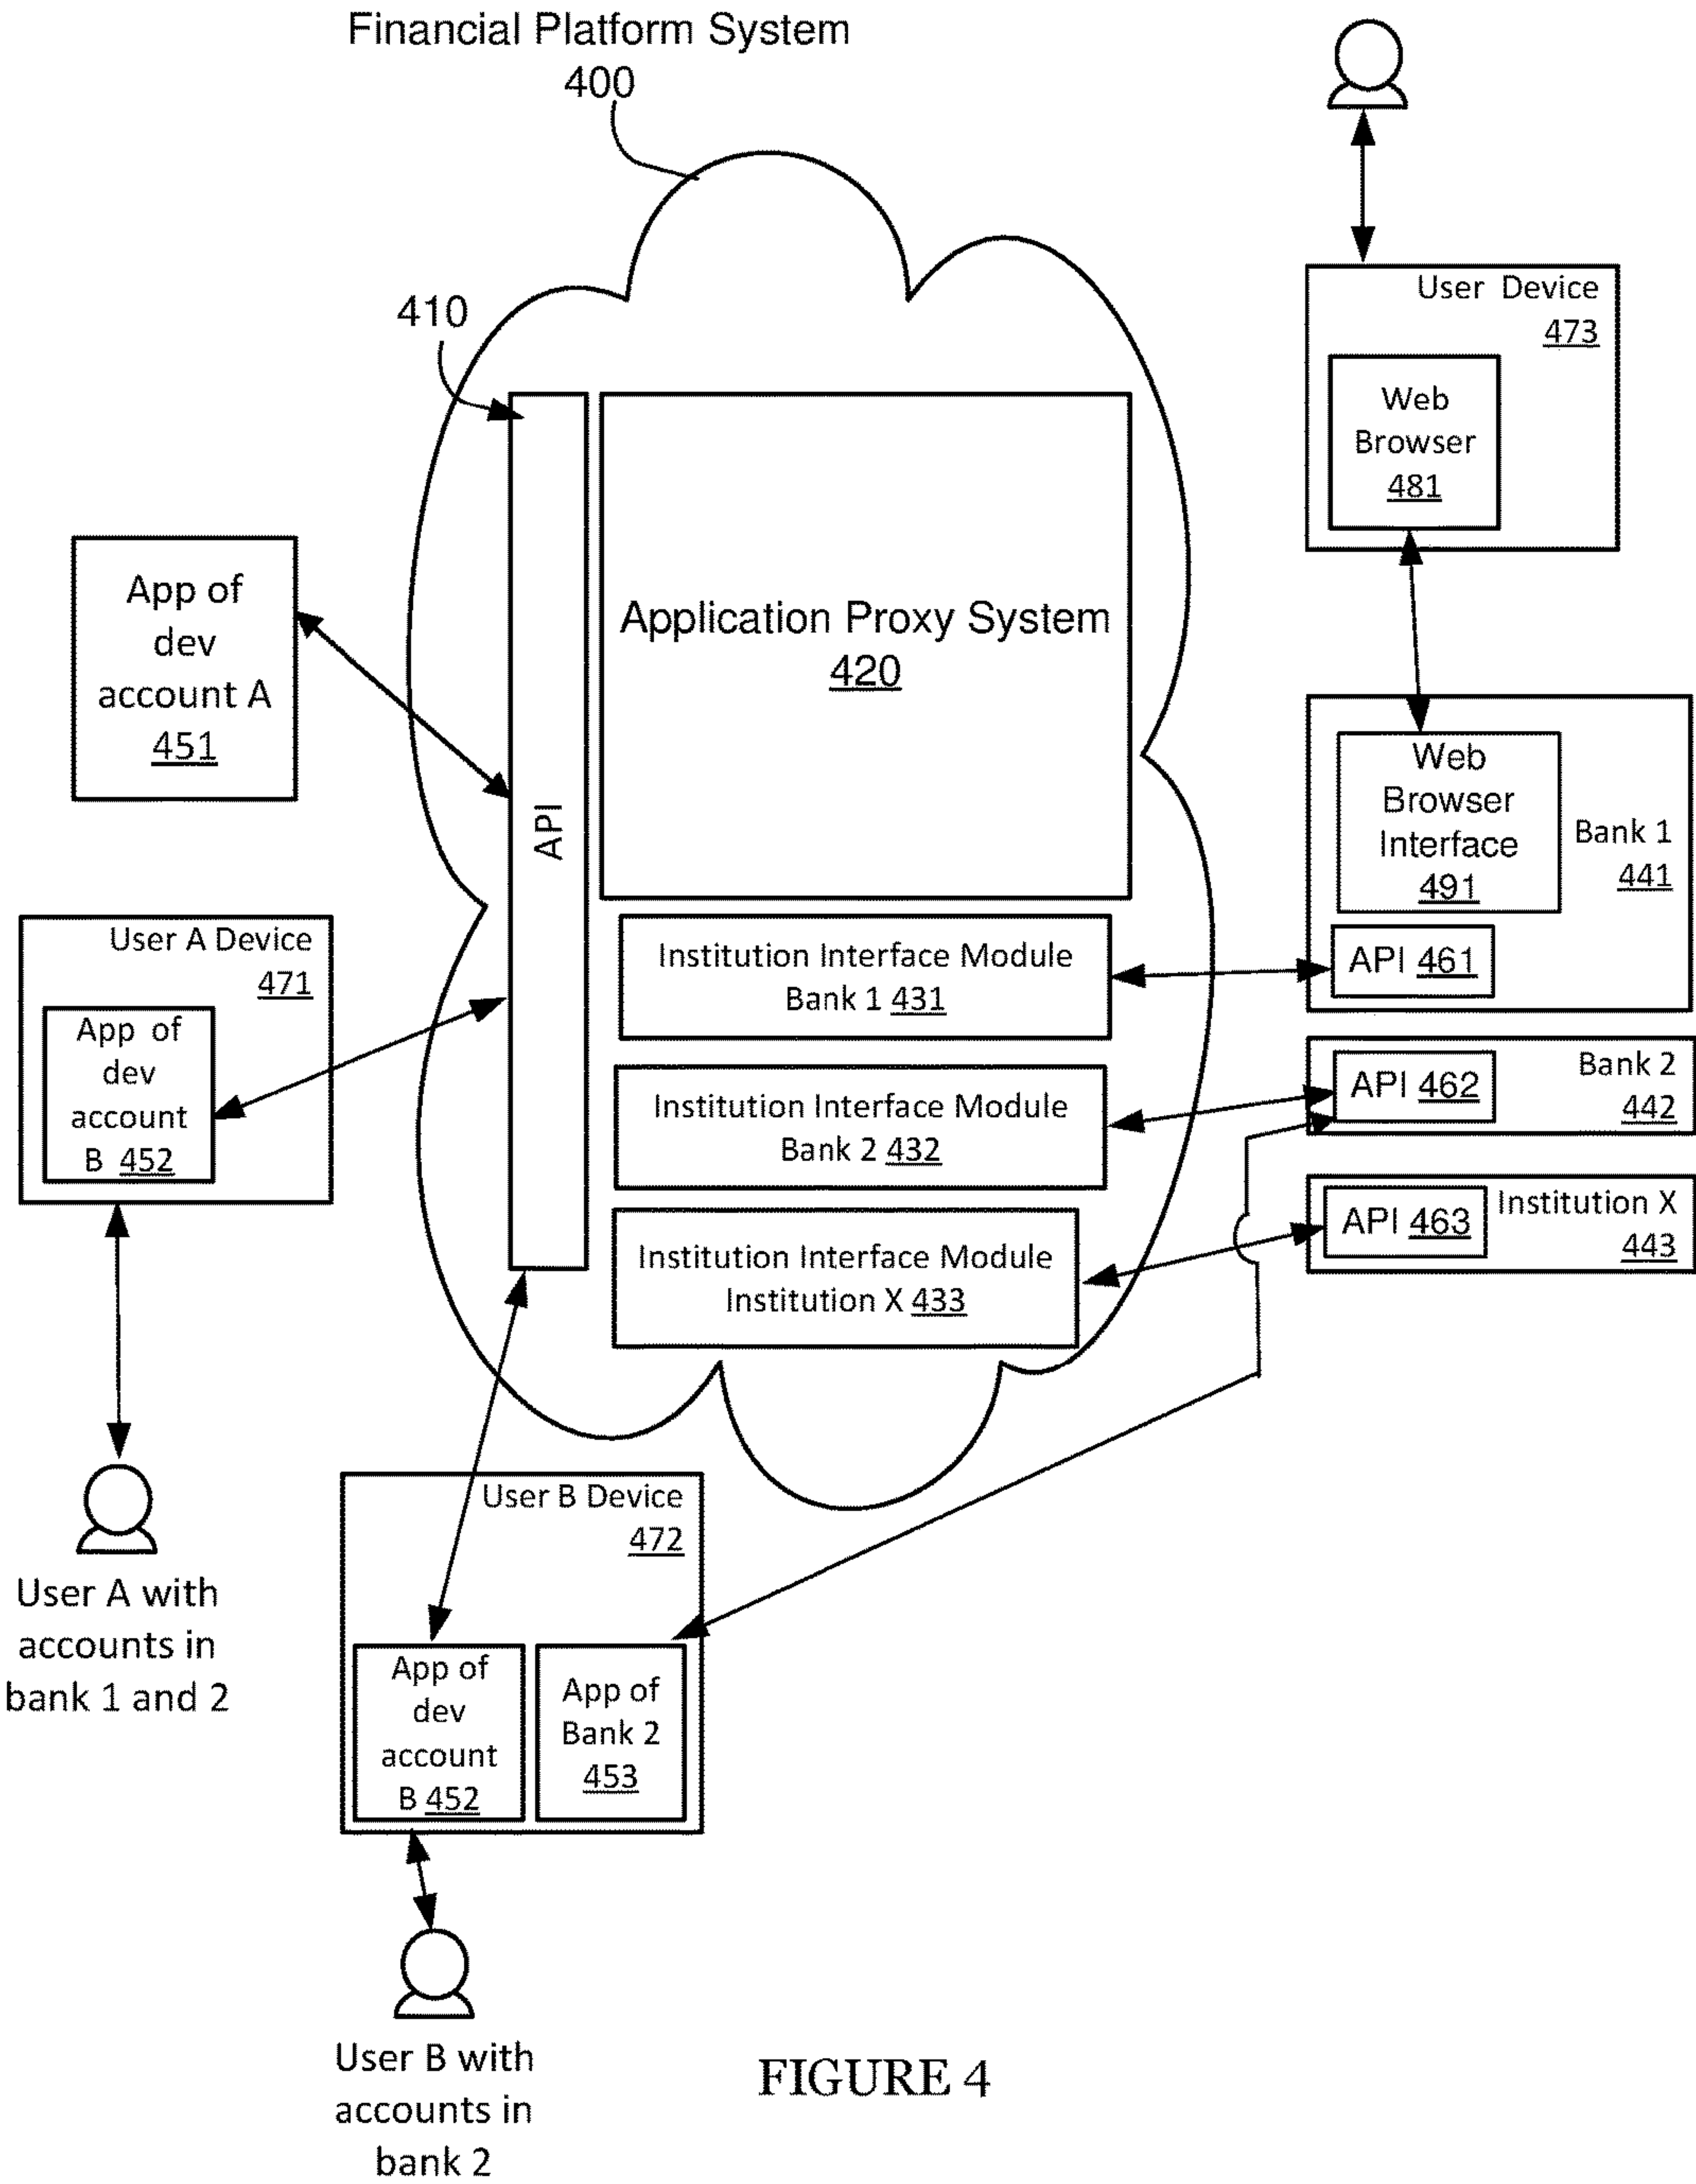 Financial Platform System
400
410
User Device
473
Web
Browser
481
App of
dev
account A
451
API
Application Proxy System
420
Web
Browser
Interface
491
Bank 1
441
API 461
Institution Interface Module
Bank 1 431
User A Device
471
App of
dev
account
B 452
Institution Interface Module
Bank 2 432
API 462
Bank 2
442
Institution Interface Module
Institution X 433
API 463
Institution X
443
User A with
accounts in
bank 1 and 2
User B Device
472
App of
dev
account
B 452
App of
Bank 2
453
User B with
accounts in
bank 2
FIGURE 4